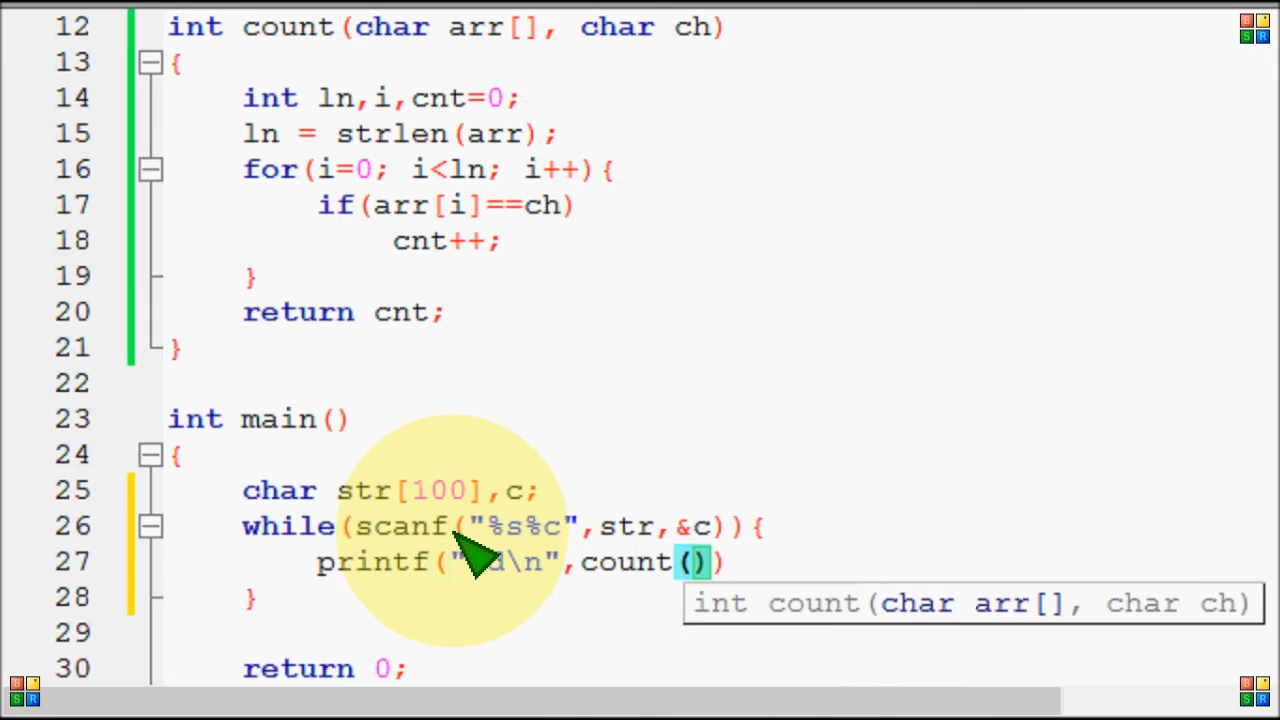 12 int count(char arr[], char ch)
13 {
14 int ln,i,cnt=0;
15 ln = strlen(arr);
16 for(i=0; i<ln; i++){
17 if(arr[i]==ch)
18 cnt++;
19 }
20 return cnt;
21 }
22
23 int main()
24 {
25 char str[100],c;
26 while(scanf("%s%c",str,&c)){
27 printf("%d\n",count())
28 }
int count(char arr[], char ch)
29
30 return 0;
B
S R
B
S R
B
S R